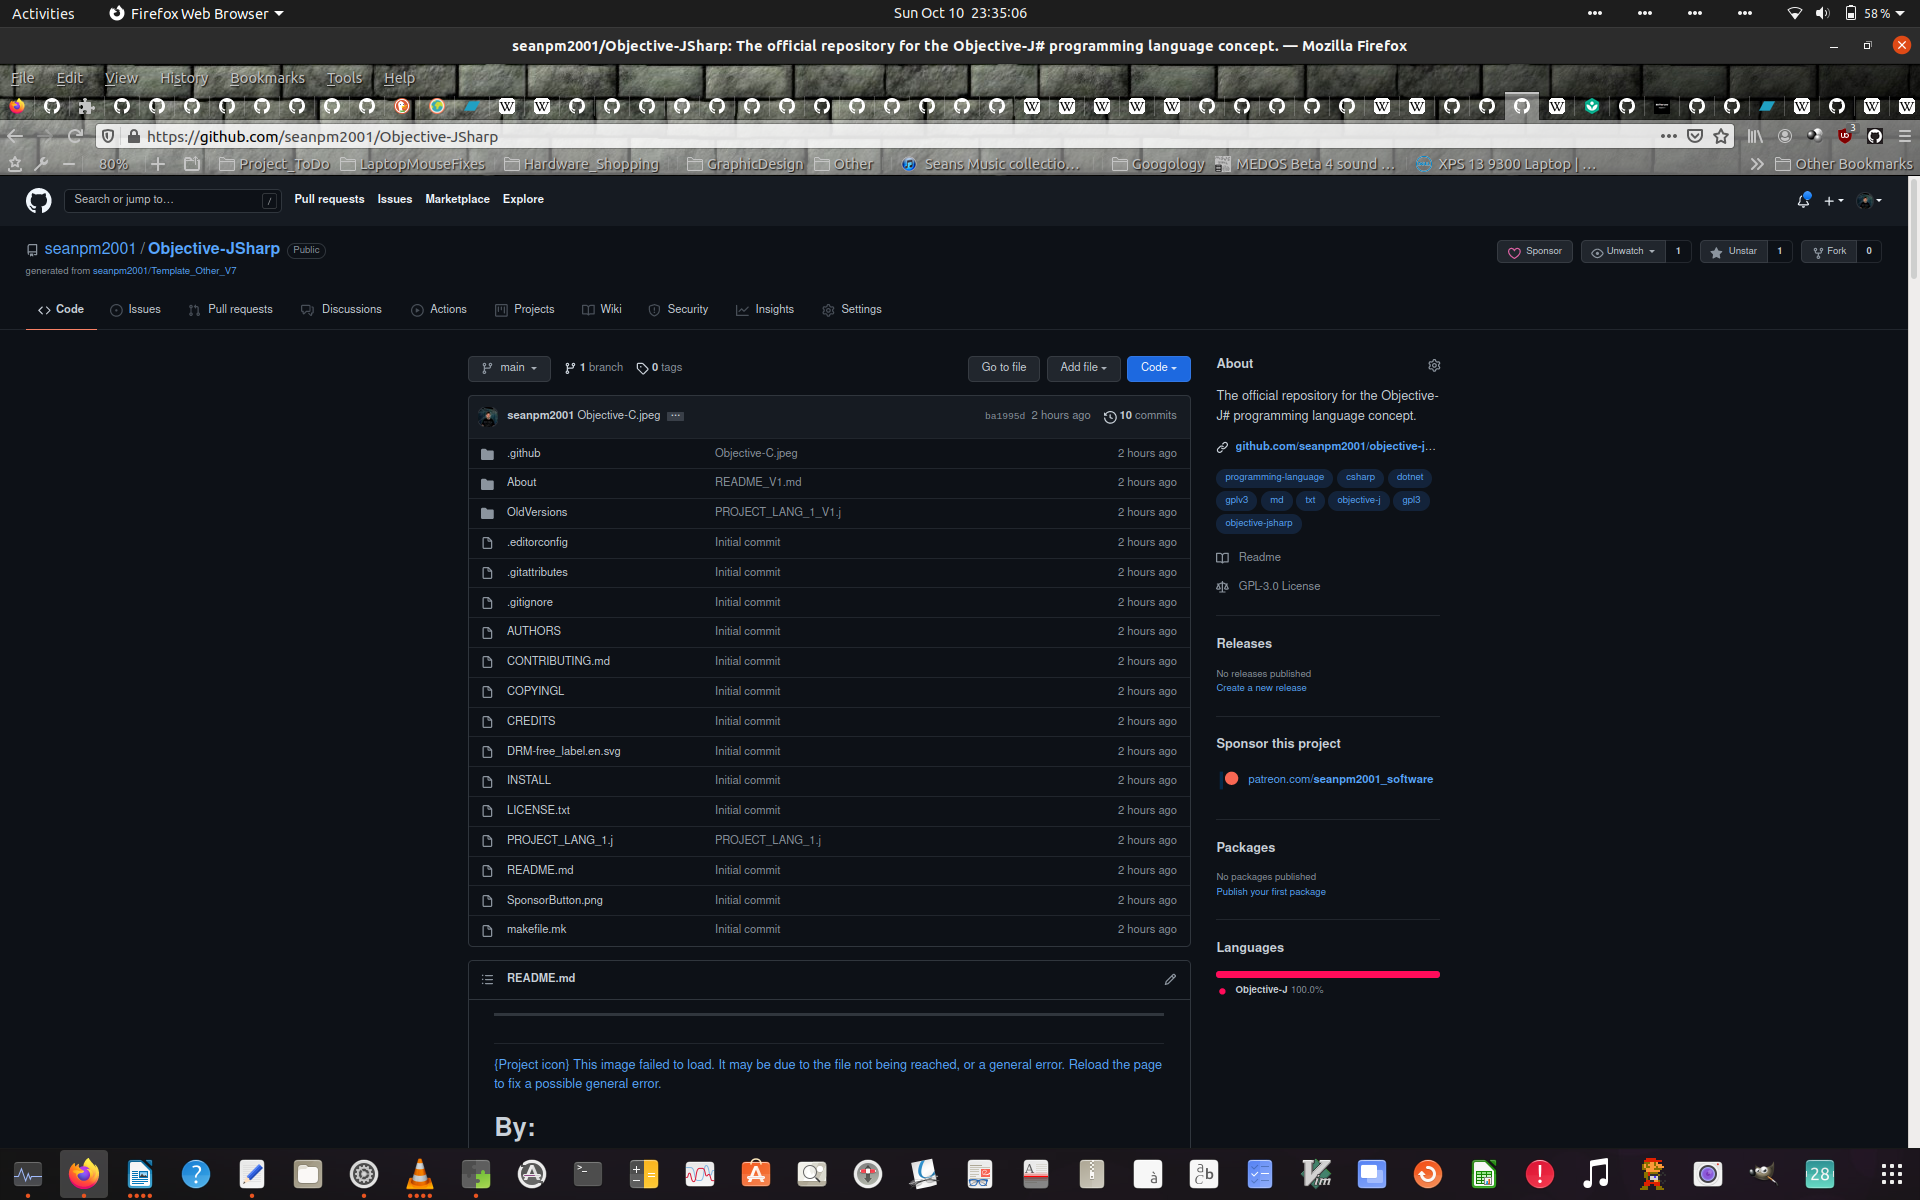 Activities Firefox Web Browser Sun Oct 10 23:35:06 58 %
seanpm2001/Objective-JSharp: The official repository for the Objective-J# programming language concept. — Mozilla Firefox
File Edit View History Bookmarks Tools Help
https://github.com/seanpm2001/Objective-JSharp 3
80% Project_ToDo LaptopMouseFixes Hardware_Shopping GraphicDesign Other Seans Music collectio… Googology MEDOS Beta 4 sound … XPS 13 9300 Laptop | … Other Bookmarks
Search or jump to… / Pull requests Issues Marketplace Explore
seanpm2001 / Objective-JSharp Public Sponsor Unwatch 1 Unstar 1 Fork 0
generated from seanpm2001/Template_Other_V7
Code Issues Pull requests Discussions Actions Projects Wiki Security Insights Settings
main 1 branch 0 tags Go to file Add file Code
seanpm2001 Objective-C.jpeg ba1995d 2 hours ago 10 commits
.github Objective-C.jpeg 2 hours ago
About README_V1.md 2 hours ago
OldVersions PROJECT_LANG_1_V1.j 2 hours ago
.editorconfig Initial commit 2 hours ago
.gitattributes Initial commit 2 hours ago
.gitignore Initial commit 2 hours ago
AUTHORS Initial commit 2 hours ago
CONTRIBUTING.md Initial commit 2 hours ago
COPYINGL Initial commit 2 hours ago
CREDITS Initial commit 2 hours ago
DRM-free_label.en.svg Initial commit 2 hours ago
INSTALL Initial commit 2 hours ago
LICENSE.txt Initial commit 2 hours ago
PROJECT_LANG_1.j PROJECT_LANG_1.j 2 hours ago
README.md Initial commit 2 hours ago
SponsorButton.png Initial commit 2 hours ago
makefile.mk Initial commit 2 hours ago
README.md
{Project icon} This image failed to load. It may be due to the file not being reached, or a general error. Reload the page
to fix a possible general error.
By:
About
The official repository for the Objective-
J# programming language concept.
github.com/seanpm2001/objective-j…
programming-language csharp dotnet
gplv3 md txt objective-j gpl3
objective-jsharp
Readme
GPL-3.0 License
Releases
No releases published
Create a new release
Sponsor this project
patreon.com/seanpm2001_software
Packages
No packages published
Publish your first package
Languages
Objective-J 100.0%
28